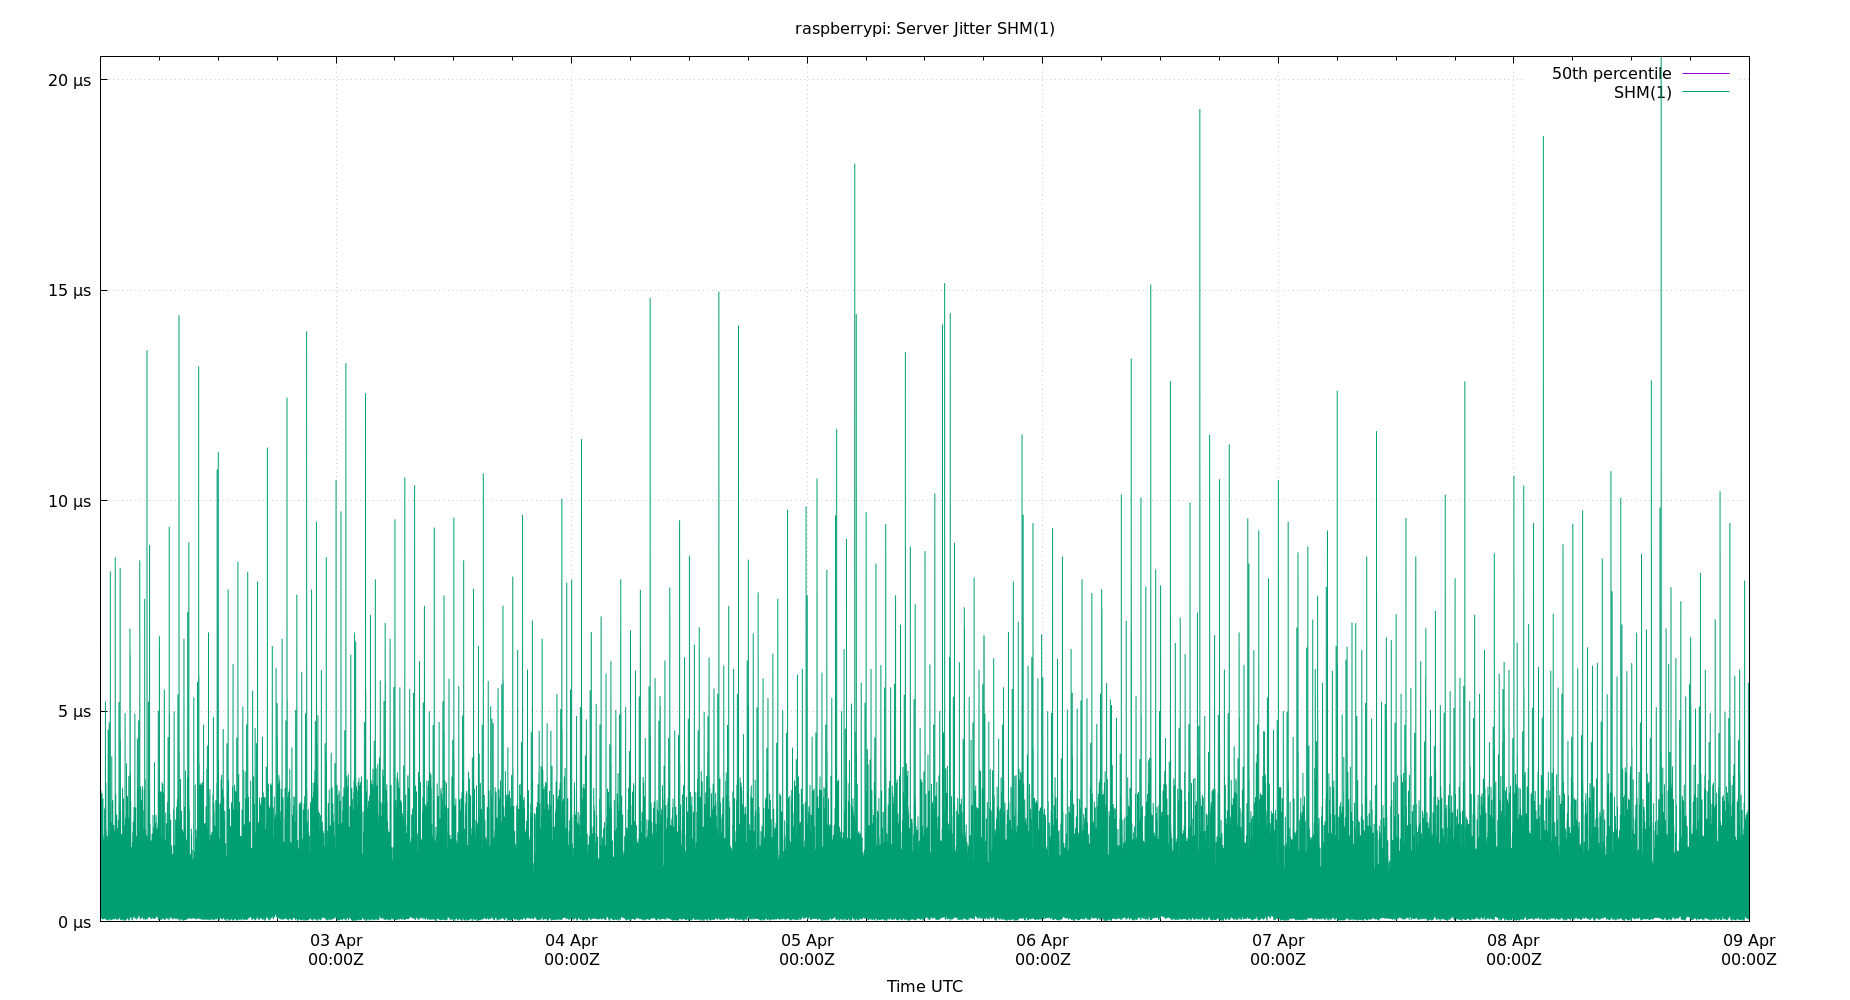 raspberrypi: Server Jitter SHM(1)
50th percentile
SHM(1)
20 µs
15 µs
10 µs
5 µs
0 µs
03 Apr 04 Apr 05 Apr 06 Apr 07 Apr 08 Apr 09 Apr
00:00Z 00:00Z 00:00Z 00:00Z 00:00Z 00:00Z 00:00Z
Time UTC